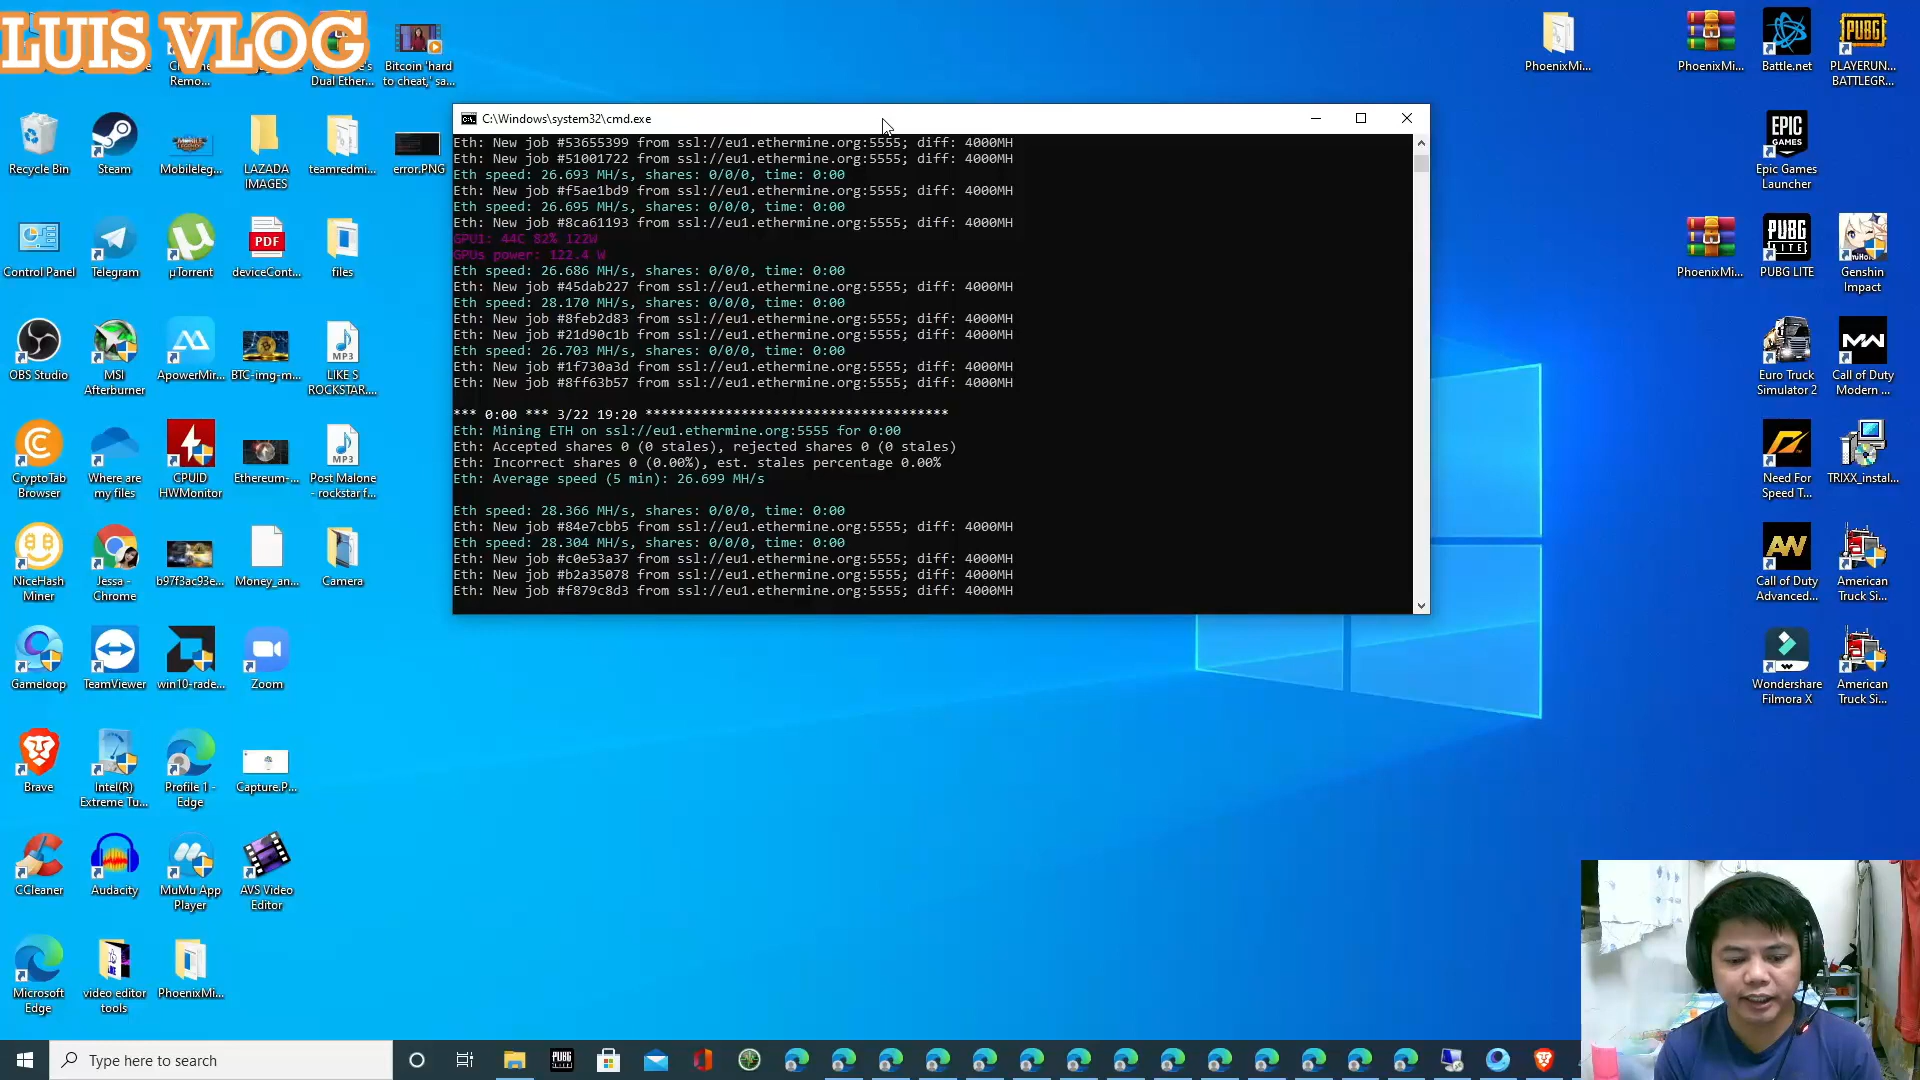 LUIS VLOG
Remo...
Dual Ether...
Bitcoin 'hard
to cheat,' sa...
PhoenixMi...
PhoenixMi...
Battle.net
PLAYERUN...
BATTLEGR...
C:\Windows\system32\cmd.exe
Eth: New job #53655399 from ssl://eu1.ethermine.org:5555; diff: 4000MH
Eth: New job #51001722 from ssl://eu1.ethermine.org:5555; diff: 4000MH
Eth speed: 26.693 MH/s, shares: 0/0/0, time: 0:00
Eth: New job #f5ae1bd9 from ssl://eu1.ethermine.org:5555; diff: 4000MH
Eth speed: 26.695 MH/s, shares: 0/0/0, time: 0:00
Eth: New job #8ca61193 from ssl://eu1.ethermine.org:5555; diff: 4000MH
GPU1: 44C 82% 122W
GPUs power: 122.4 W
Eth speed: 26.686 MH/s, shares: 0/0/0, time: 0:00
Eth: New job #45dab227 from ssl://eu1.ethermine.org:5555; diff: 4000MH
Eth speed: 28.170 MH/s, shares: 0/0/0, time: 0:00
Eth: New job #8feb2d83 from ssl://eu1.ethermine.org:5555; diff: 4000MH
Eth: New job #21d90c1b from ssl://eu1.ethermine.org:5555; diff: 4000MH
Eth speed: 26.703 MH/s, shares: 0/0/0, time: 0:00
Eth: New job #1f730a3d from ssl://eu1.ethermine.org:5555; diff: 4000MH
Eth: New job #8ff63b57 from ssl://eu1.ethermine.org:5555; diff: 4000MH
*** 0:00 *** 3/22 19:20 **************************************
Eth: Mining ETH on ssl://eu1.ethermine.org:5555 for 0:00
Eth: Accepted shares 0 (0 stales), rejected shares 0 (0 stales)
Eth: Incorrect shares 0 (0.00%), est. stales percentage 0.00%
Eth: Average speed (5 min): 26.699 MH/s
Eth speed: 28.366 MH/s, shares: 0/0/0, time: 0:00
Eth: New job #84e7cbb5 from ssl://eu1.ethermine.org:5555; diff: 4000MH
Eth speed: 28.304 MH/s, shares: 0/0/0, time: 0:00
Eth: New job #c0e53a37 from ssl://eu1.ethermine.org:5555; diff: 4000MH
Eth: New job #b2a35078 from ssl://eu1.ethermine.org:5555; diff: 4000MH
Eth: New job #f879c8d3 from ssl://eu1.ethermine.org:5555; diff: 4000MH
Recycle Bin
Steam
Mobileleg...
LAZADA
IMAGES
teamredmi...
error.PNG
EPIC
GAMES
Epic Games
Launcher
Control Panel
Telegram
µTorrent
PDF
deviceCont...
files
PhoenixMi...
PUBG
LITE
PUBG LITE
Genshin
Impact
OBS Studio
MSI
Afterburner
ApowerMir...
BTC-img-m...
MP3
LIKE S
ROCKSTAR....
Euro Truck
Simulator 2
Call of Duty
Modern ...
CryptoTab
Browser
Where are
my files
CPUID
HWMonitor
Ethereum-...
MP3
Post Malone
- rockstar f...
Need For
Speed T...
TRIXX_instal...
NiceHash
Miner
Jessa -
Chrome
b97f3ac93e...
Money_an...
Camera
AW
Call of Duty
Advanced...
American
Truck Si...
Gameloop
TeamViewer
win10-rade...
Zoom
Wondershare
Filmora X
American
Truck Si...
Brave
Intel(R)
Extreme Tu...
Profile 1 -
Edge
Capture.P...
CCleaner
Audacity
MuMu App
Player
AVS Video
Editor
Microsoft
Edge
video editor
tools
PhoenixMi...
Type here to search
PUBG